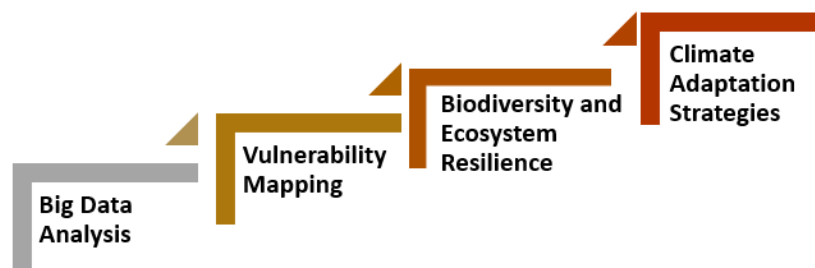 Big Data
Analysis
Vulnerability
Mapping
Biodiversity and
Ecosystem
Resilience
Climate
Adaptation
Strategies